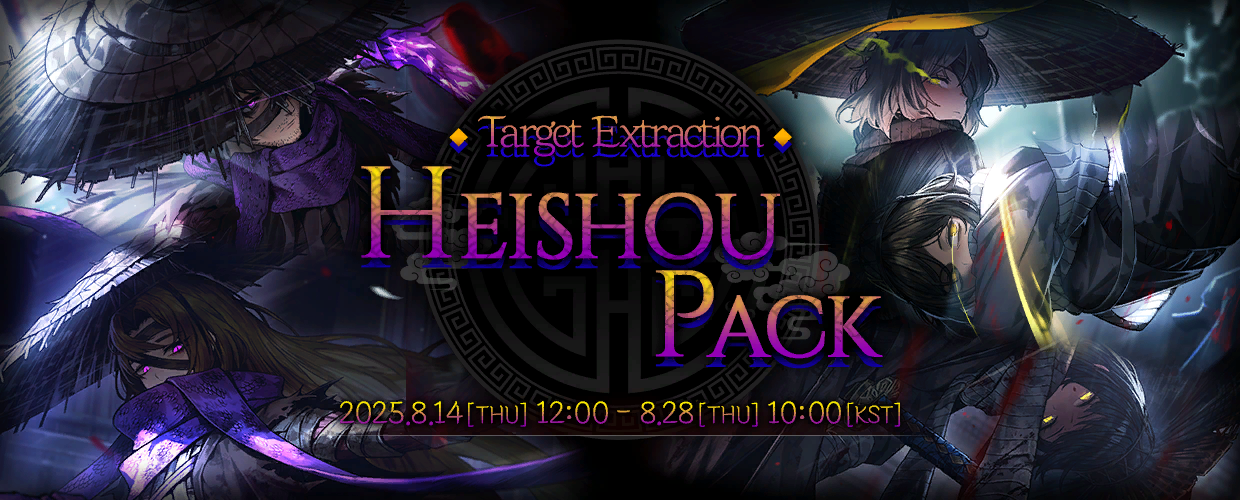 Target Extraction
HEISHOU
PACK
2025.8.14[THU] 12:00 - 8.28[THU] 10:00[KST]